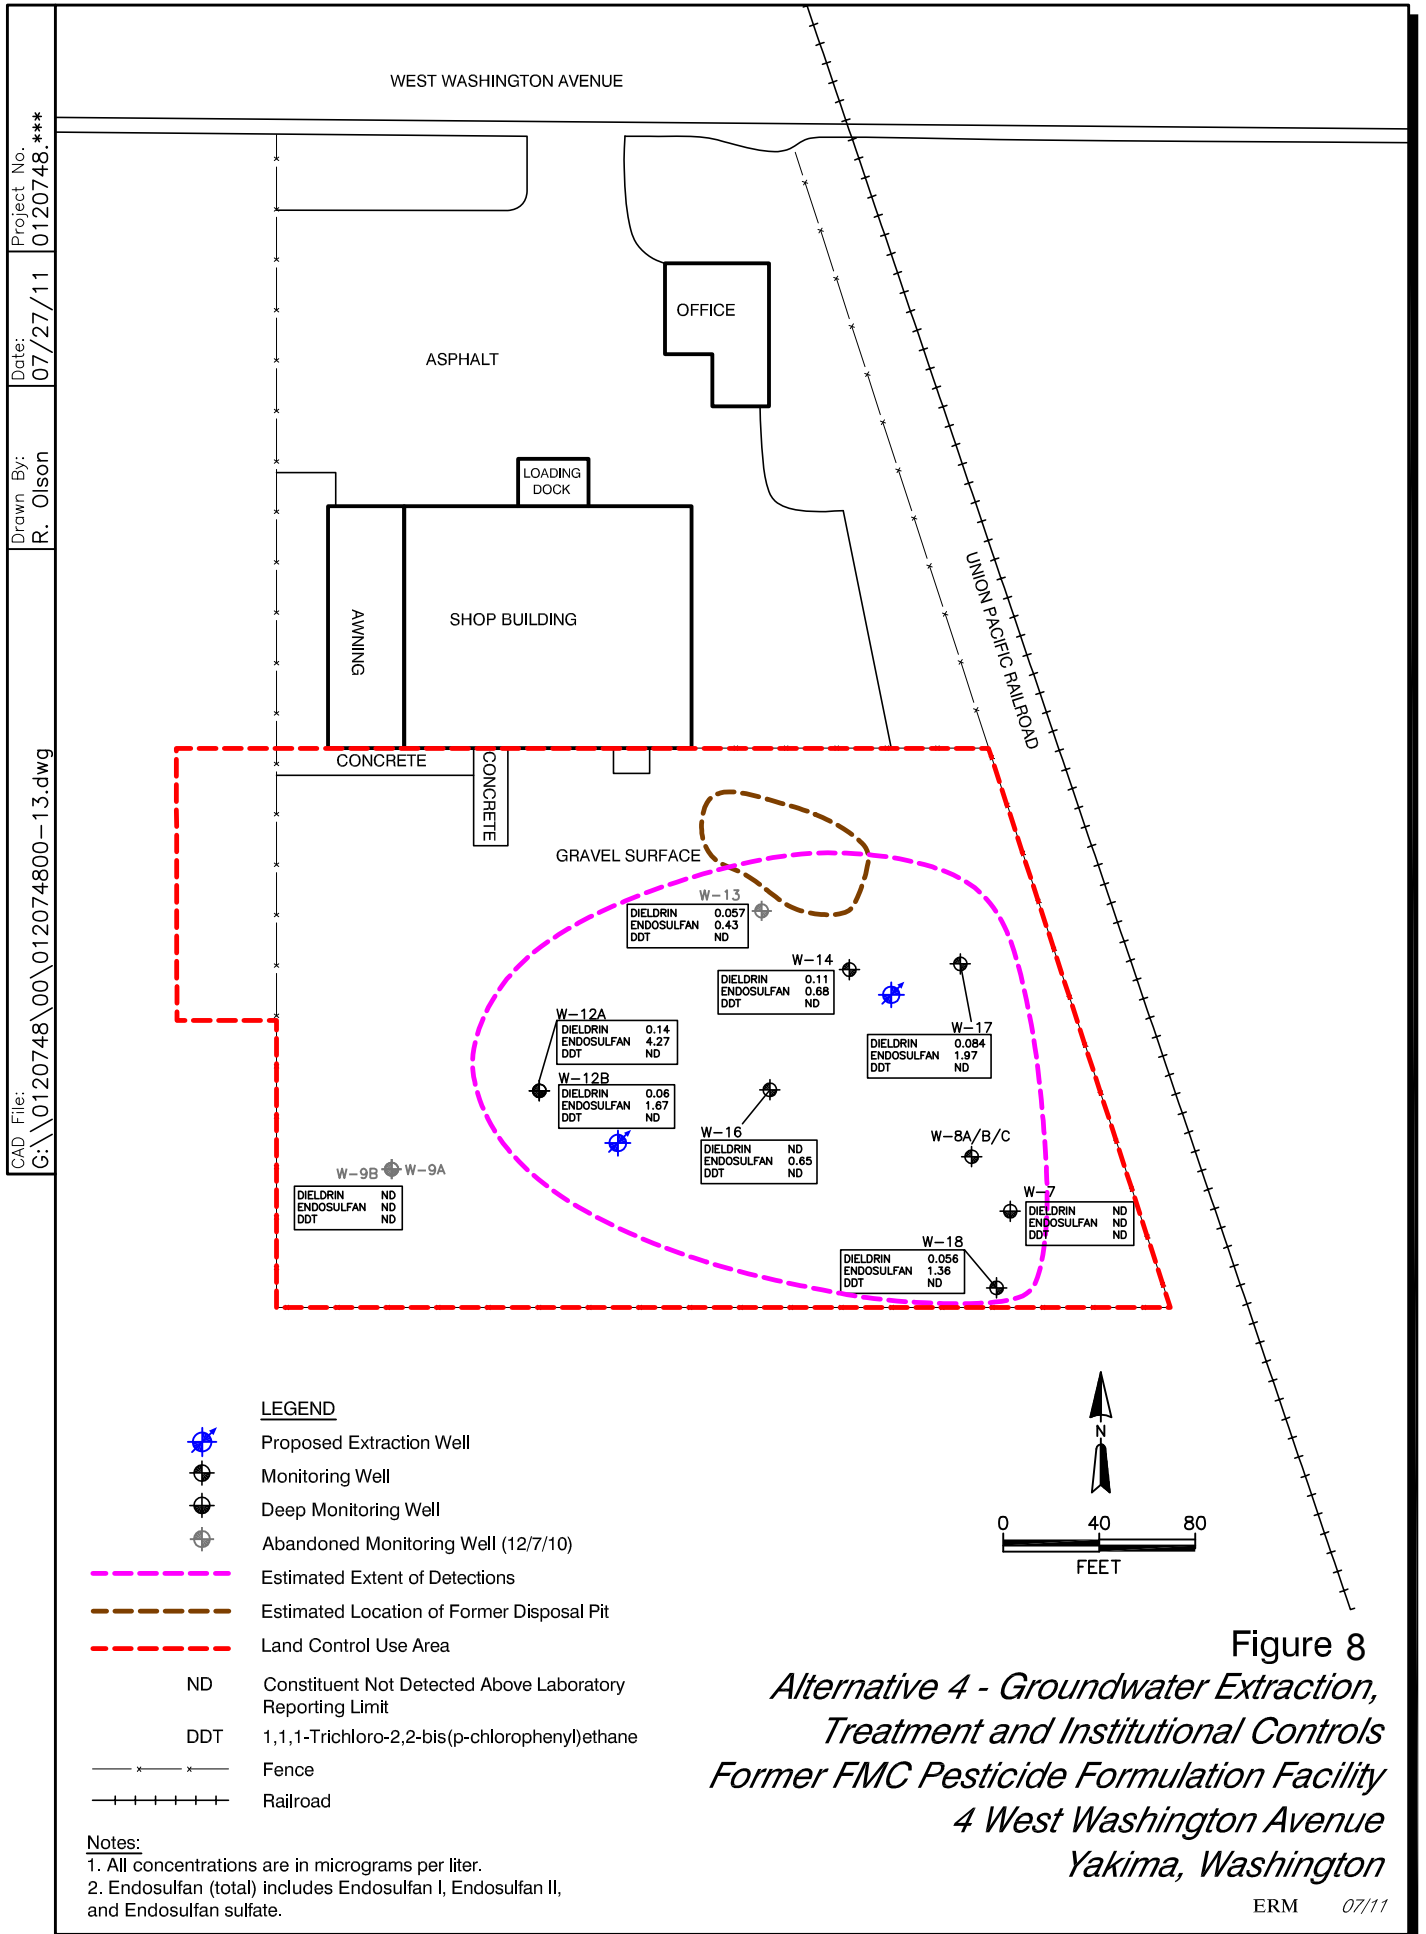 Project No.
0120748.***
Date:
07/27/11
Drawn By:
R. Olson
CAD File:
G:\0120748\00\012074800-13.dwg
WEST WASHINGTON AVENUE
OFFICE
ASPHALT
LOADING
DOCK
AWNING
SHOP BUILDING
UNION PACIFIC RAILROAD
CONCRETE
CONCRETE
GRAVEL SURFACE
W-13
DIELDRIN 0.057
ENDOSULFAN 0.43
DDT ND
W-14
DIELDRIN 0.11
ENDOSULFAN 0.68
DDT ND
W-12A
DIELDRIN 0.14
ENDOSULFAN 4.27
DDT ND
W-17
DIELDRIN 0.084
ENDOSULFAN 1.97
DDT ND
W-12B
DIELDRIN 0.06
ENDOSULFAN 1.67
DDT ND
W-16
DIELDRIN ND
ENDOSULFAN 0.65
DDT ND
W-8A/B/C
W-9B W-9A
DIELDRIN ND
ENDOSULFAN ND
DDT ND
W-7
DIELDRIN ND
ENDOSULFAN ND
DDT ND
W-18
DIELDRIN 0.056
ENDOSULFAN 1.36
DDT ND
LEGEND
Proposed Extraction Well
Monitoring Well
Deep Monitoring Well
Abandoned Monitoring Well (12/7/10)
Estimated Extent of Detections
Estimated Location of Former Disposal Pit
Land Control Use Area
ND Constituent Not Detected Above Laboratory
Reporting Limit
DDT 1,1,1-Trichloro-2,2-bis(p-chlorophenyl)ethane
Fence
Railroad
Notes:
1. All concentrations are in micrograms per liter.
2. Endosulfan (total) includes Endosulfan I, Endosulfan II,
and Endosulfan sulfate.
N
0 40 80
FEET
Figure 8
Alternative 4 - Groundwater Extraction,
Treatment and Institutional Controls
Former FMC Pesticide Formulation Facility
4 West Washington Avenue
Yakima, Washington
ERM 07/11